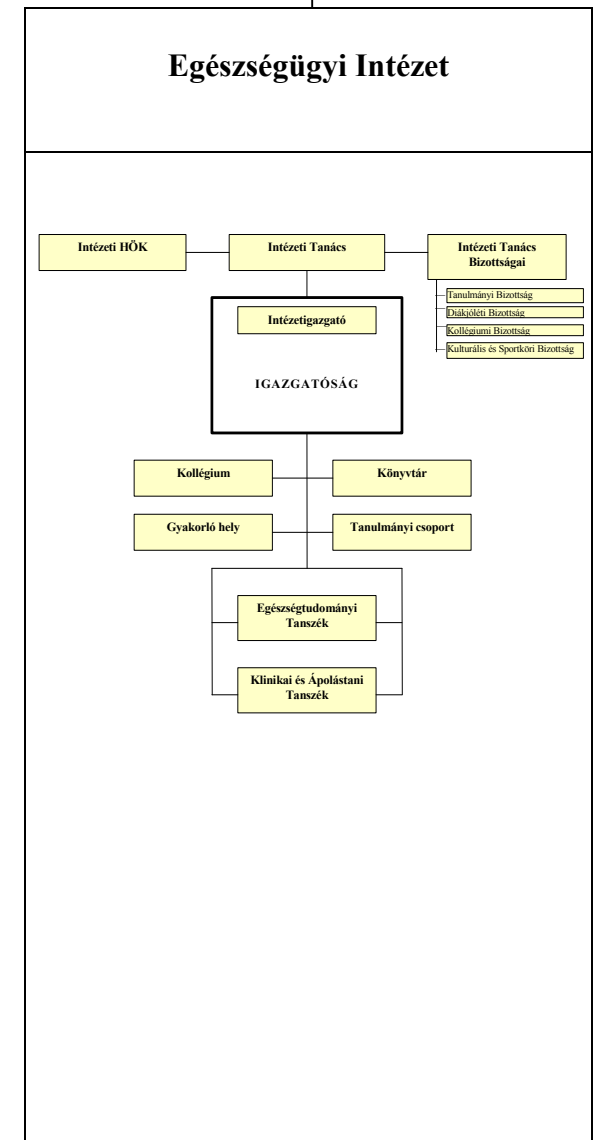 Egészségügyi Intézet
Intézeti HÖK
Intézeti Tanács
Intézeti Tanács
Bizottságai
Tanulmányi Bizottság
Diákjóléti Bizottság
Kollégiumi Bizottság
Kulturális és Sportköri Bizottság
Intézetigazgató
IGAZGATÓSÁG
Kollégium
Könyvtár
Gyakorló hely
Tanulmányi csoport
Egészségtudományi
Tanszék
Klinikai és Ápolástani
Tanszék